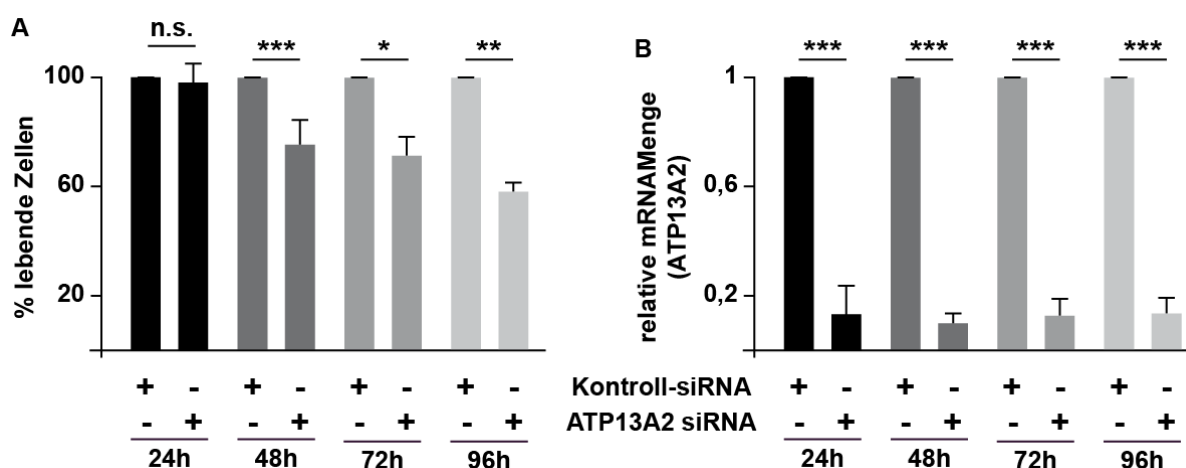 A
n.s.
***
*
**
% lebende Zellen
100
60
20
B
***
***
***
***
relative mRNAMenge
(ATP13A2)
1
0,6
0,2
+ - + - + - + - Kontroll-siRNA + - + - + - + -
- + - + - + - + ATP13A2 siRNA - + - + - + - +
24h 48h 72h 96h 24h 48h 72h 96h